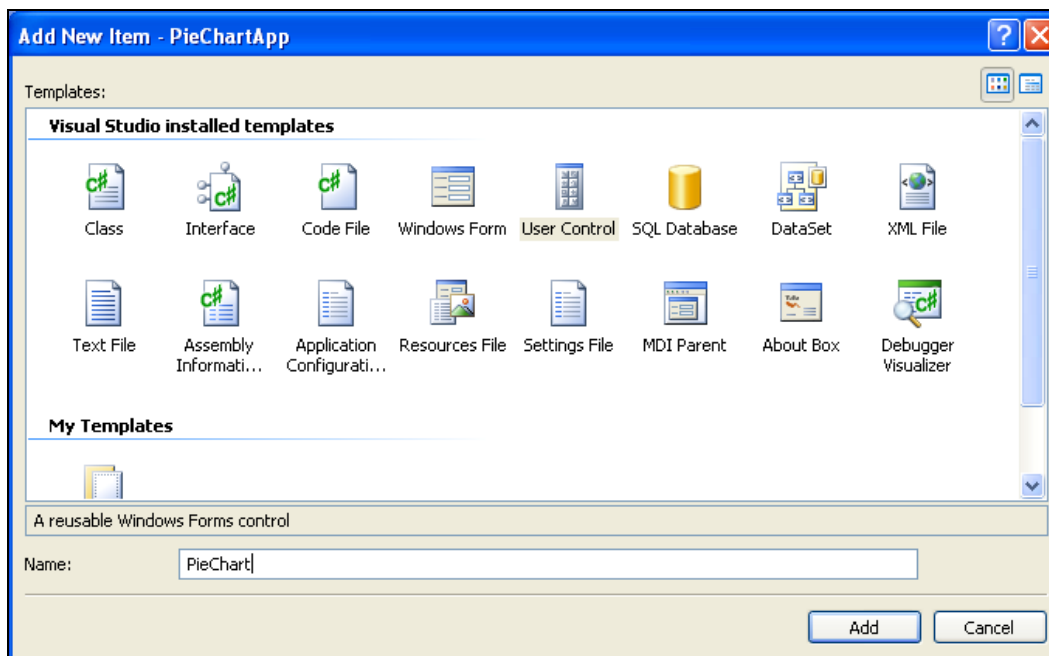 Add New Item - PieChartApp
Templates:
Visual Studio installed templates
Class Interface Code File Windows Form User Control SQL Database DataSet XML File
Text File Assembly Informati... Application Configurati... Resources File Settings File MDI Parent About Box Debugger Visualizer
My Templates
A reusable Windows Forms control
Name: PieChart
Add Cancel